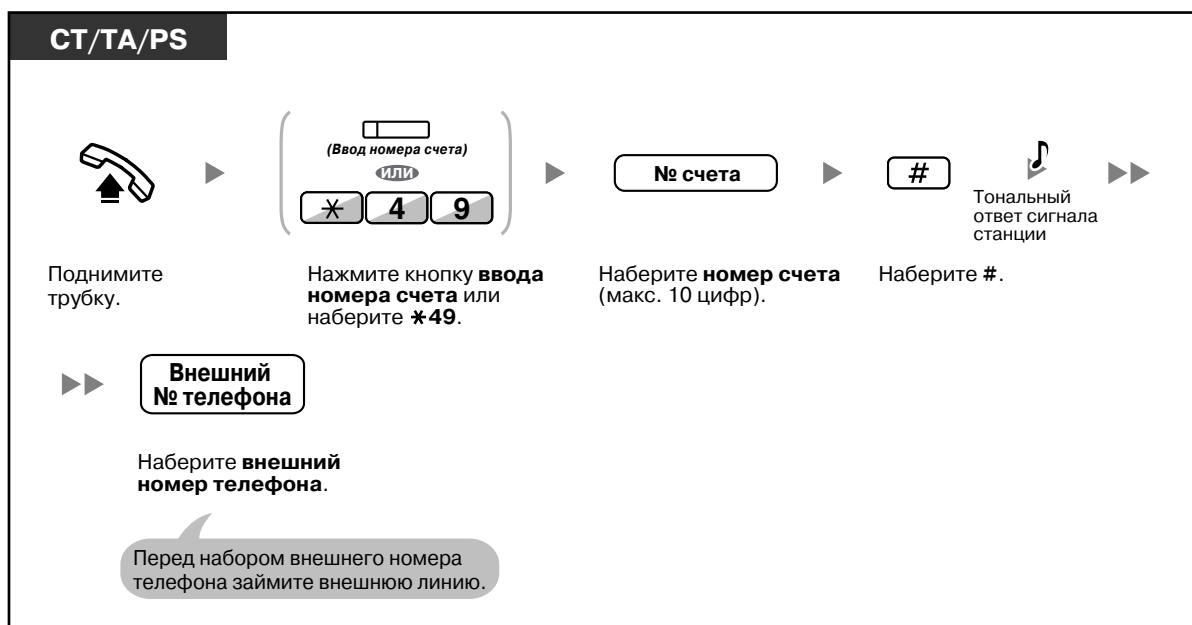 CT/TA/PS
(Ввод номера счета)
ИЛИ
* 4 9
№ счета
#
Тональный
ответ сигнала
станции
Поднимите
трубку.
Нажмите кнопку ввода
номера счета или
наберите *49.
Наберите номер счета
(макс. 10 цифр).
Наберите #.
Внешний
№ телефона
Наберите внешний
номер телефона.
Перед набором внешнего номера
телефона займите внешнюю линию.